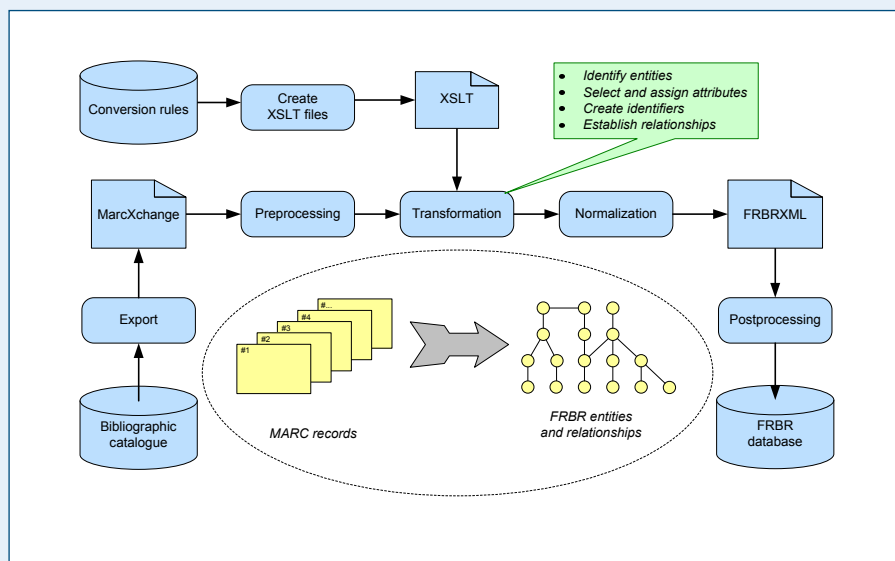 Conversion rules
Create
XSLT files
XSLT
• Identify entities
• Select and assign attributes
• Create identifiers
• Establish relationships
MarcXchange
Preprocessing
Transformation
Normalization
FRBRXML
Export
#...
#4
#3
#2
#1
Postprocessing
Bibliographic
catalogue
MARC records
FRBR entities
and relationships
FRBR
database